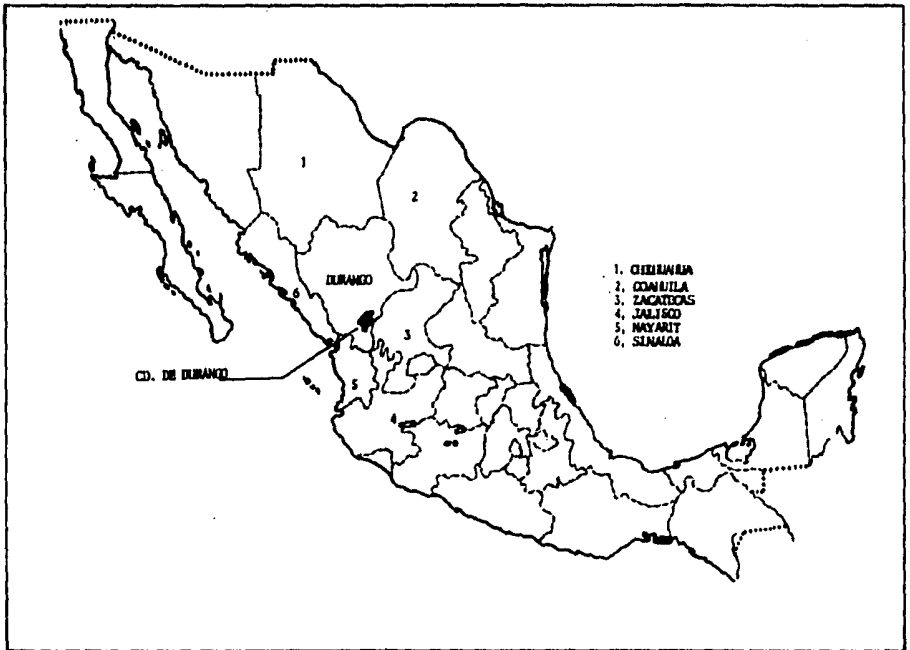 1
2
DURANGO
6
3
CD. DE DURANGO
5
4
1. CHIHUAHUA
2. COAHUILA
3. ZACATECAS
4. JALISCO
5. NAYARIT
6. SINALOA